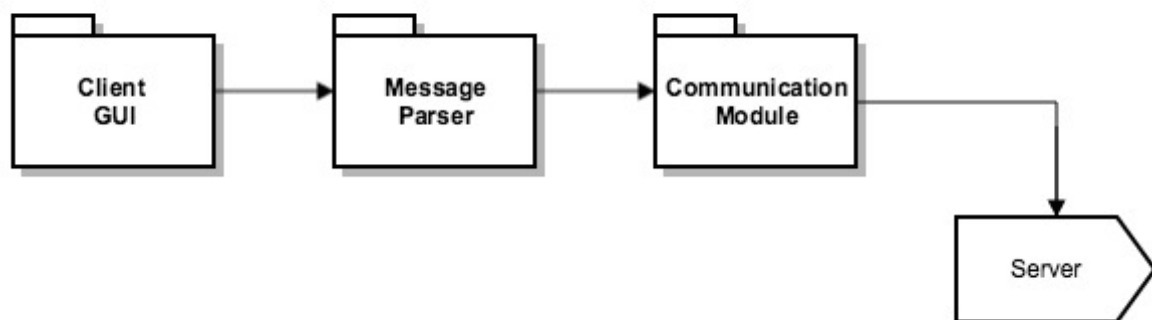 Client
GUI
Message
Parser
Communication
Module
Server